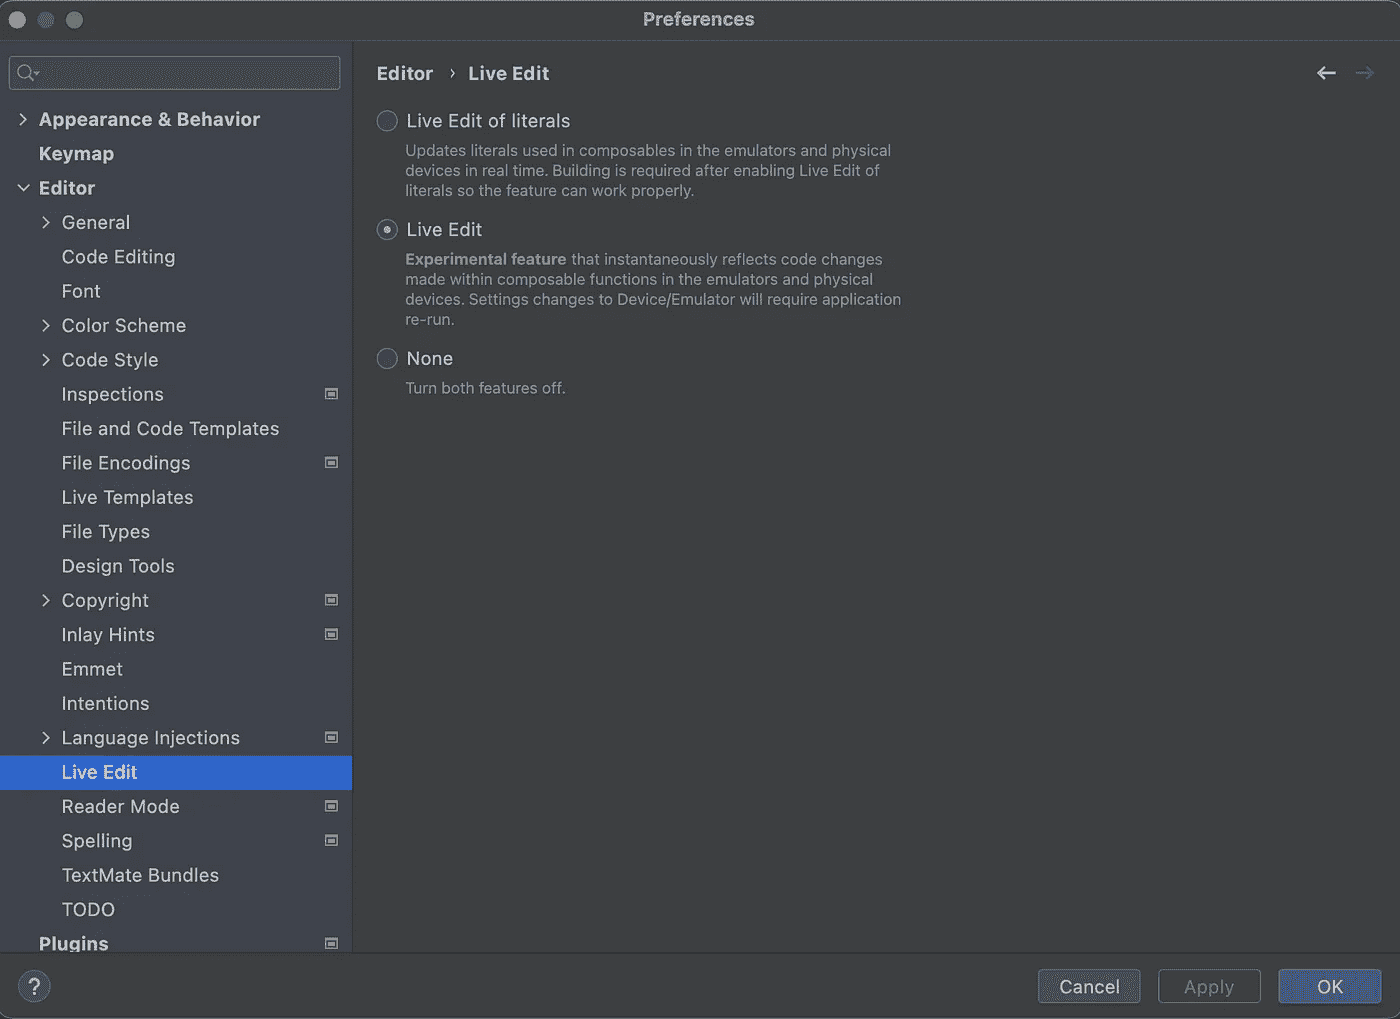 Preferences
Appearance & Behavior
Keymap
Editor
General
Code Editing
Font
Color Scheme
Code Style
Inspections
File and Code Templates
File Encodings
Live Templates
File Types
Design Tools
Copyright
Inlay Hints
Emmet
Intentions
Language Injections
Live Edit
Reader Mode
Spelling
TextMate Bundles
TODO
Plugins
Editor › Live Edit
Live Edit of literals
Updates literals used in composables in the emulators and physical
devices in real time. Building is required after enabling Live Edit of
literals so the feature can work properly.
Live Edit
Experimental feature that instantaneously reflects code changes
made within composable functions in the emulators and physical
devices. Settings changes to Device/Emulator will require application
re-run.
None
Turn both features off.
?
Cancel
Apply
OK